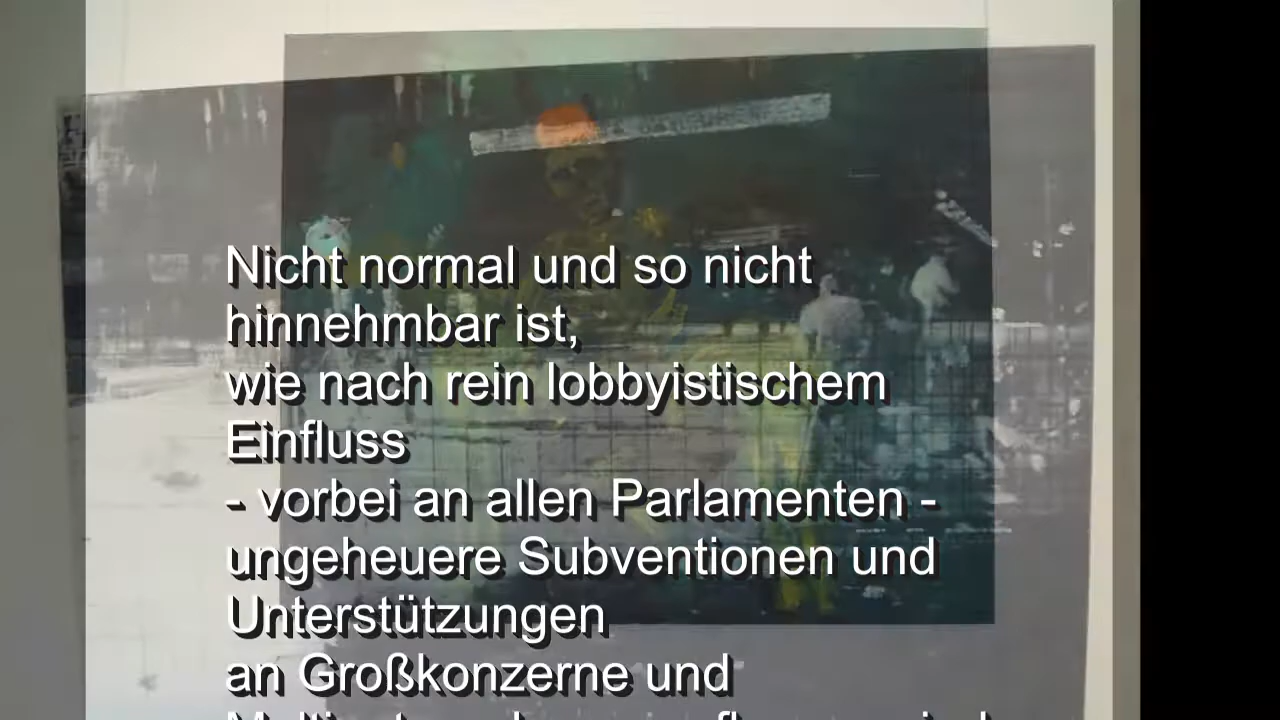 Nicht normal und so nicht
hinnehmbar ist,
wie nach rein lobbyistischem
Einfluss
- vorbei an allen Parlamenten -
ungeheuere Subventionen und
Unterstützungen
an Großkonzerne und